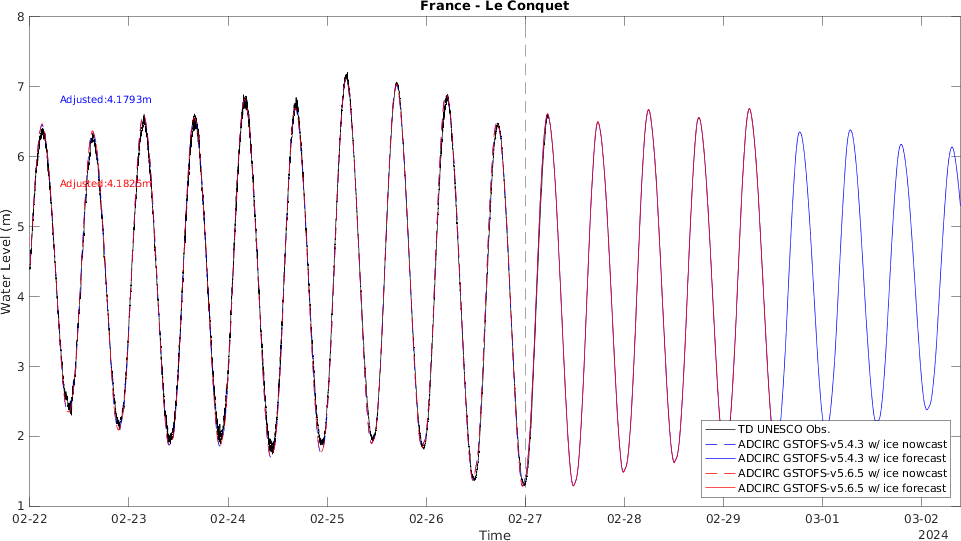 France - Le Conquet
8
7
6
5
4
3
2
1
Water Level (m)
Adjusted:4.1793m
Adjusted:4.1825m
TD UNESCO Obs.
ADCIRC GSTOFS-v5.4.3 w/ ice nowcast
ADCIRC GSTOFS-v5.4.3 w/ ice forecast
ADCIRC GSTOFS-v5.6.5 w/ ice nowcast
ADCIRC GSTOFS-v5.6.5 w/ ice forecast
02-22 02-23 02-24 02-25 02-26 02-27 02-28 02-29 03-01 03-02
Time
2024